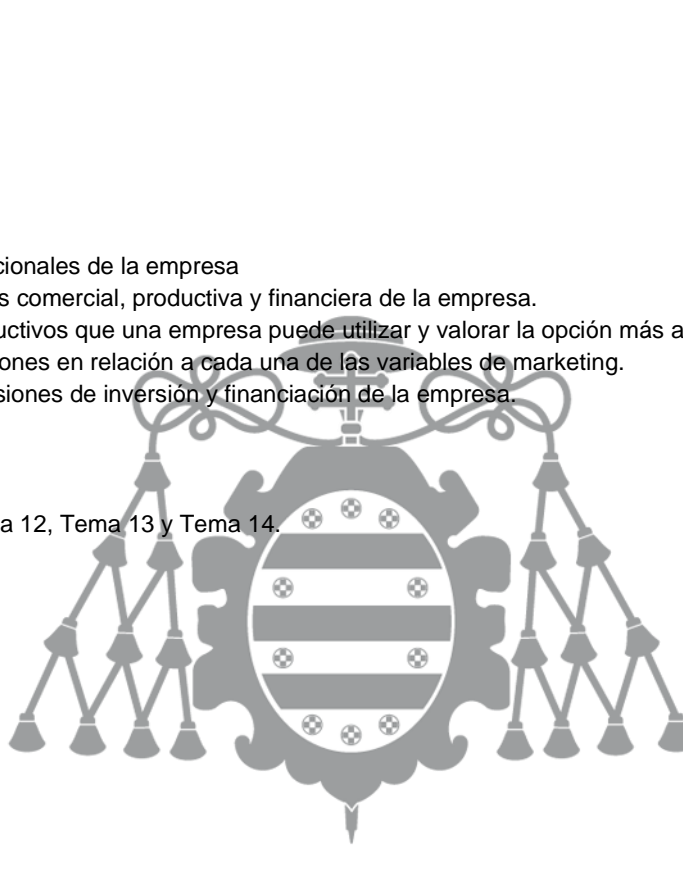 cionales de la empresa
s comercial, productiva y financiera de la empresa.
uctivos que una empresa puede utilizar y valorar la opción más a
ones en relación a cada una de las variables de marketing.
siones de inversión y financiación de la empresa.
a 12, Tema 13 y Tema 14.